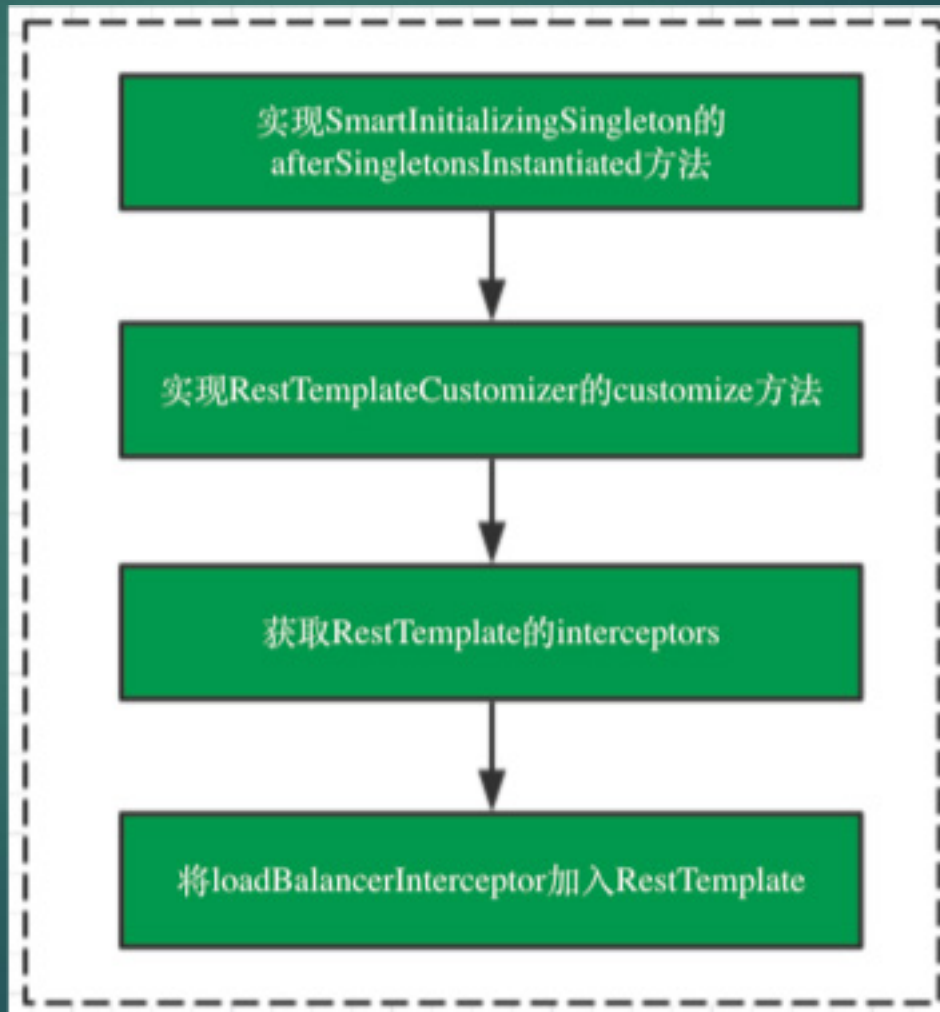 实现SmartInitializingSingleton的
afterSingletonsInstantiated方法
实现RestTemplateCustomizer的customize方法
获取RestTemplate的interceptors
将loadBalancerInterceptor加入RestTemplate